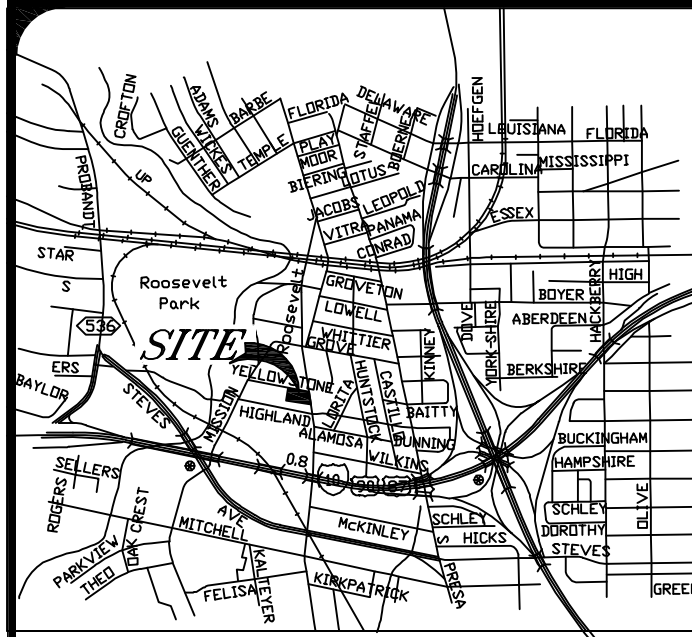 HOEFGEN
CROFTON
ADAMS
BARBE
FLORIDA
DELAWARE
STAFFEL
BOERNE
LOUISIANA
FLORIDA
WICKES
GUENTHER
TEMPLE
PLAY
MOOR
BIERING
LOTUS
CAROLINA
MISSISSIPPI
PROBANDT
UP
JACOBS
LEOPOLD
VITRA
PANAMA
CONRAD
ESSEX
STAR
S
Roosevelt
Park
Roosevelt
GROVETON
LOWELL
WHITTIER
GROVE
HIGH
BOYER
ABERDEEN
HACKBERRY
536
SITE
KINNEY
DOVE
YORK-SHIRE
BERKSHIRE
ERS
BAYLOR
STEVES
YELLOWSTONE
LORITA
HUNTSTOCK
CASTILLO
MISSION
HIGHLAND
BAITTY
ALAMOSA
DUNNING
WILKINS
BUCKINGHAM
HAMPSHIRE
SELLERS
0.8
10
90
87
ROGERS
CREST
OAK
AVE
MITCHELL
McKINLEY
SCHLEY
S
HICKS
SCHLEY
DOROTHY
STEVES
OLIVE
PARKVIEW
THEO
FELISA
KALTEYER
KIRKPATRICK
PRESA
GREE